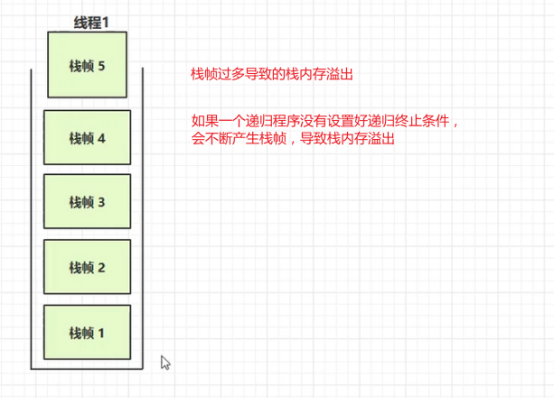 线程1
栈帧 5
栈帧过多导致的栈内存溢出
如果一个递归程序没有设置好递归终止条件，
会不断产生栈帧，导致栈内存溢出
栈帧 4
栈帧 3
栈帧 2
栈帧 1